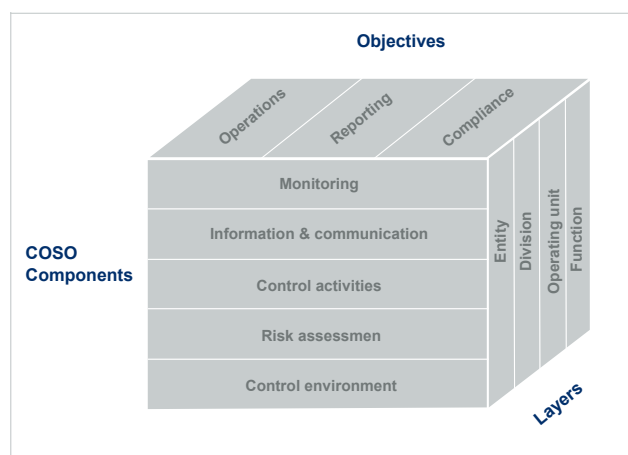 Objectives
Operations
Reporting
Compliance
Monitoring
Information & communication
Control activities
Risk assessmen
Control environment
COSO
Components
Entity
Division
Operating unit
Function
Layers